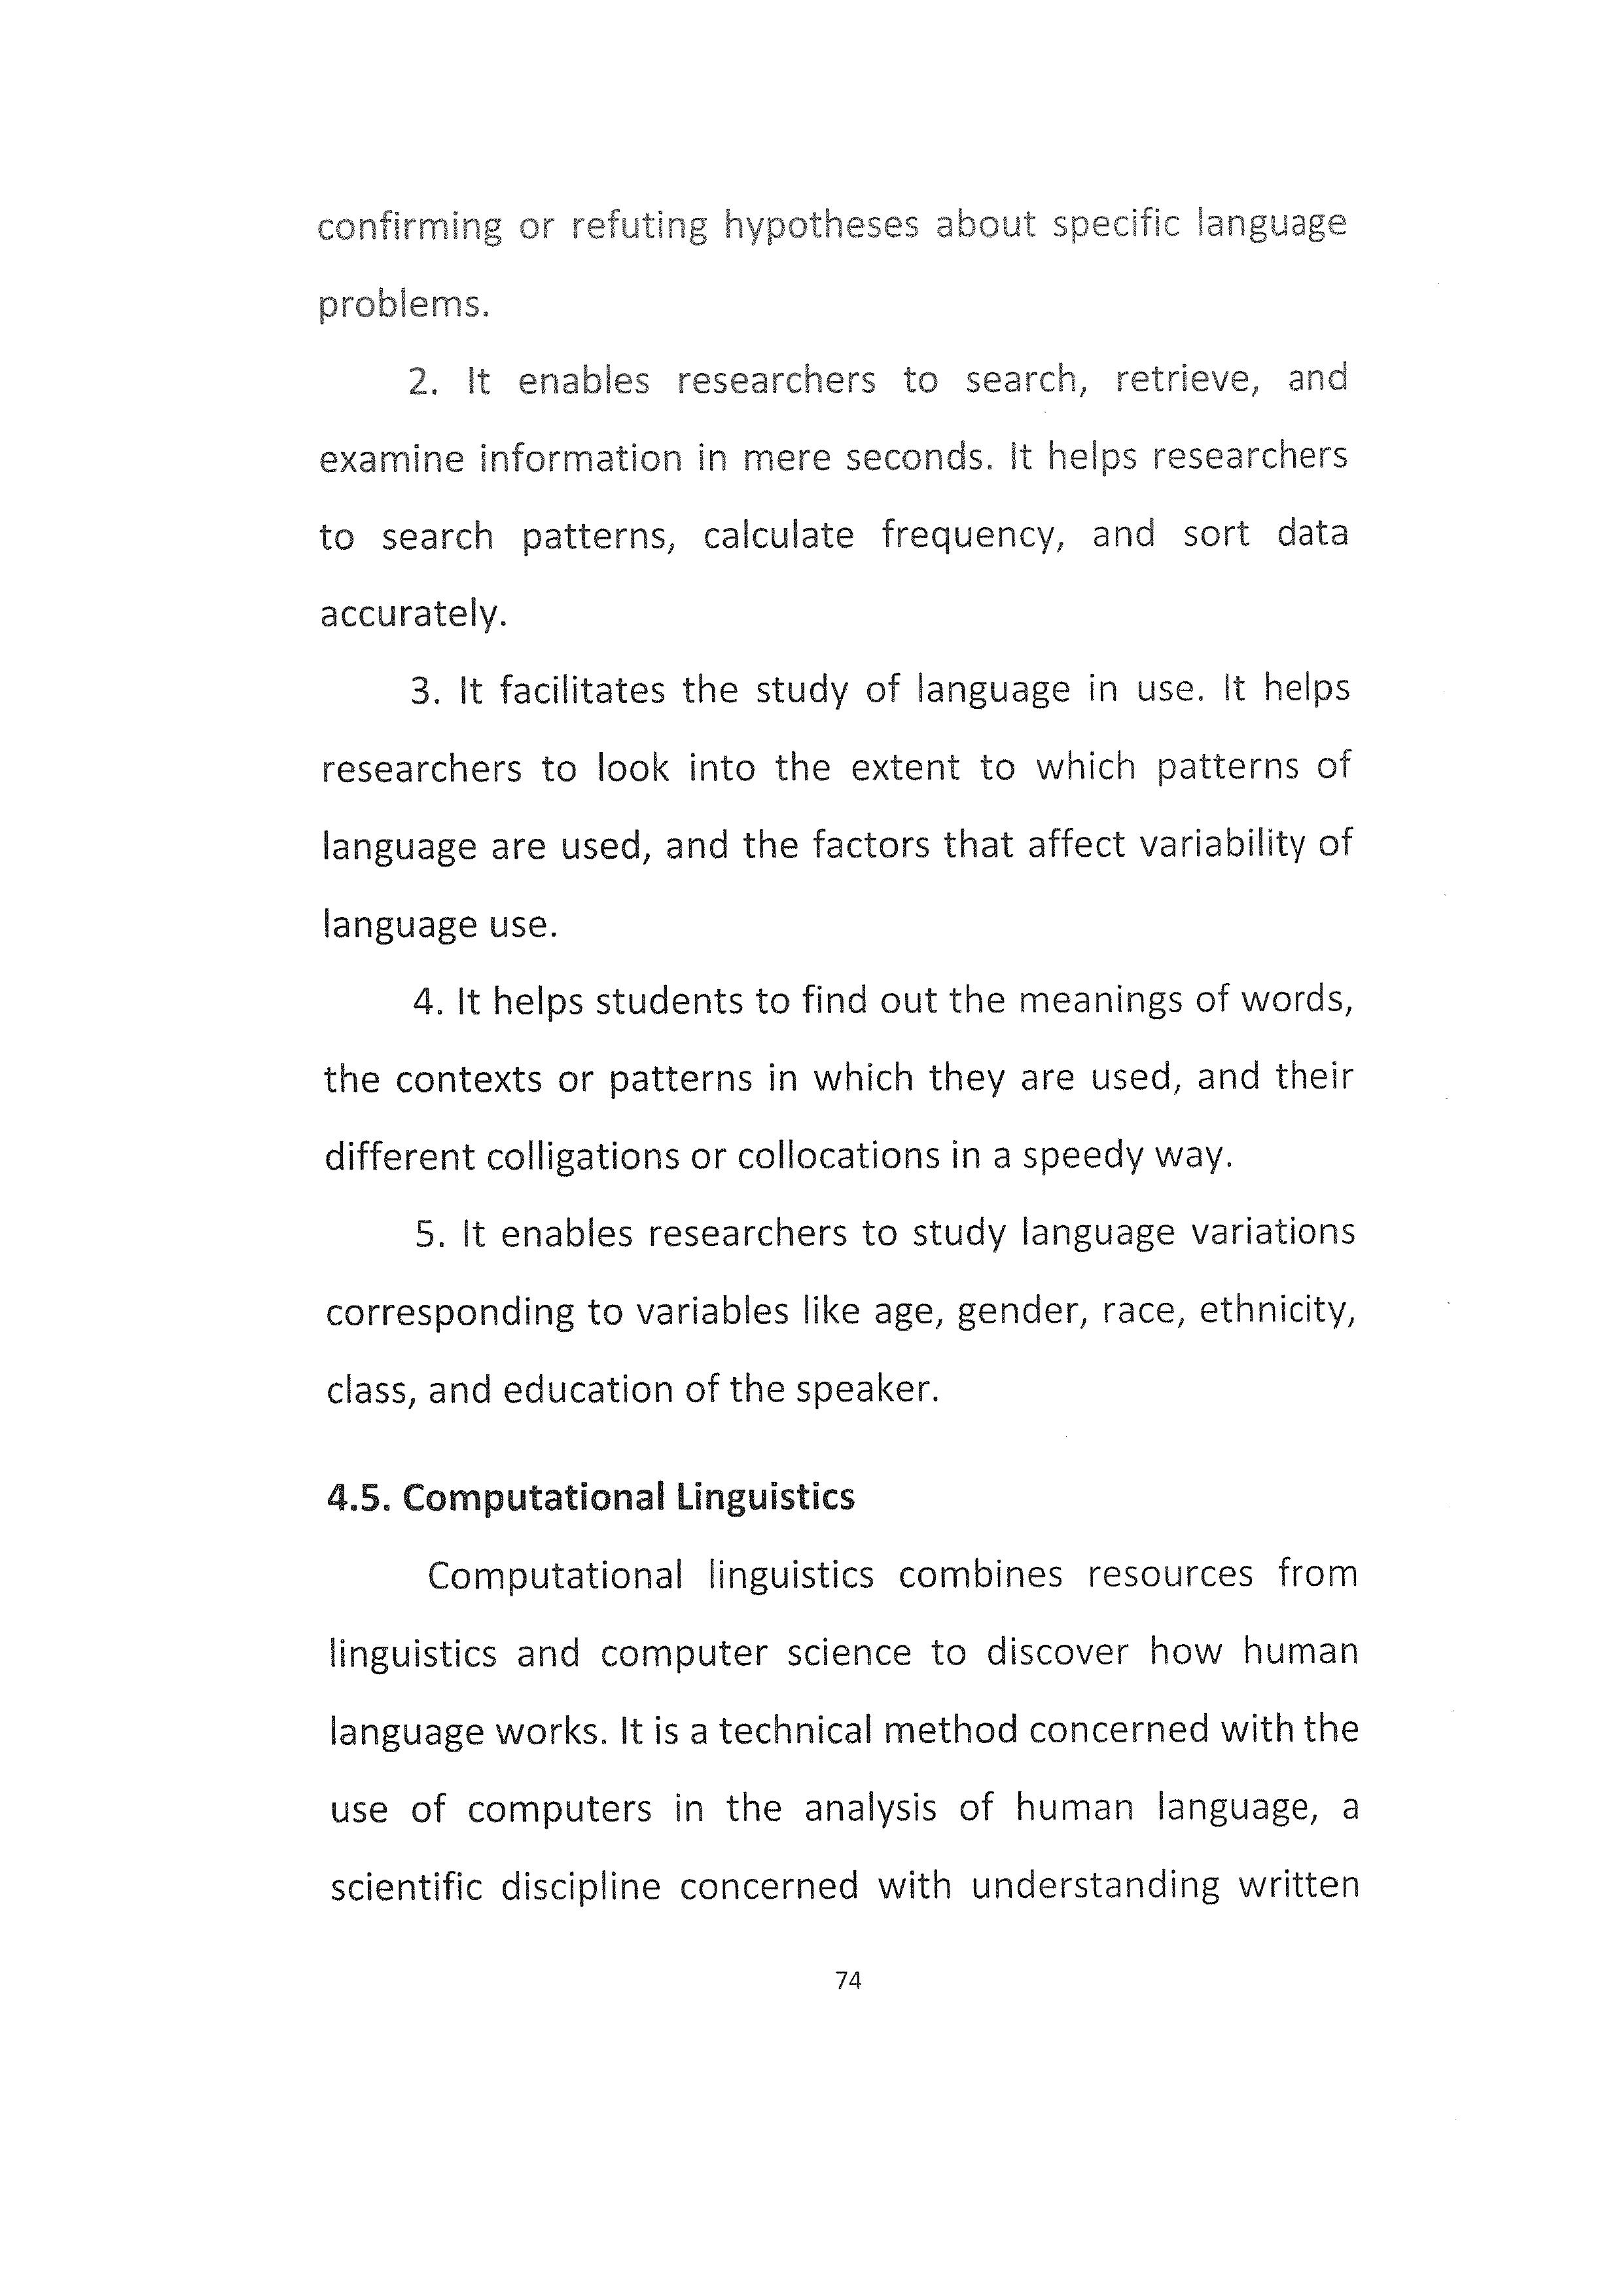 confirming or refuting hypotheses about specific language
problems.
2. It enables researchers to search, retrieve, and
examine information in mere seconds. It helps researchers
to search patterns, calculate frequency, and sort data
accurately.
3. It facilitates the study of language in use. It helps
researchers to look into the extent to which patterns of
language are used, and the factors that affect variability of
language use.
4. It helps students to find out the meanings of words,
the contexts or patterns in which they are used, and their
different colligations or collocations in a speedy way.
5. It enables researchers to study language variations
corresponding to variables like age, gender, race, ethnicity,
class, and education of the speaker.
4.5. Computational Linguistics
Computational linguistics combines resources from
linguistics and computer science to discover how human
language works. It is a technical method concerned with the
use of computers in the analysis of human language, a
scientific discipline concerned with understanding written
74